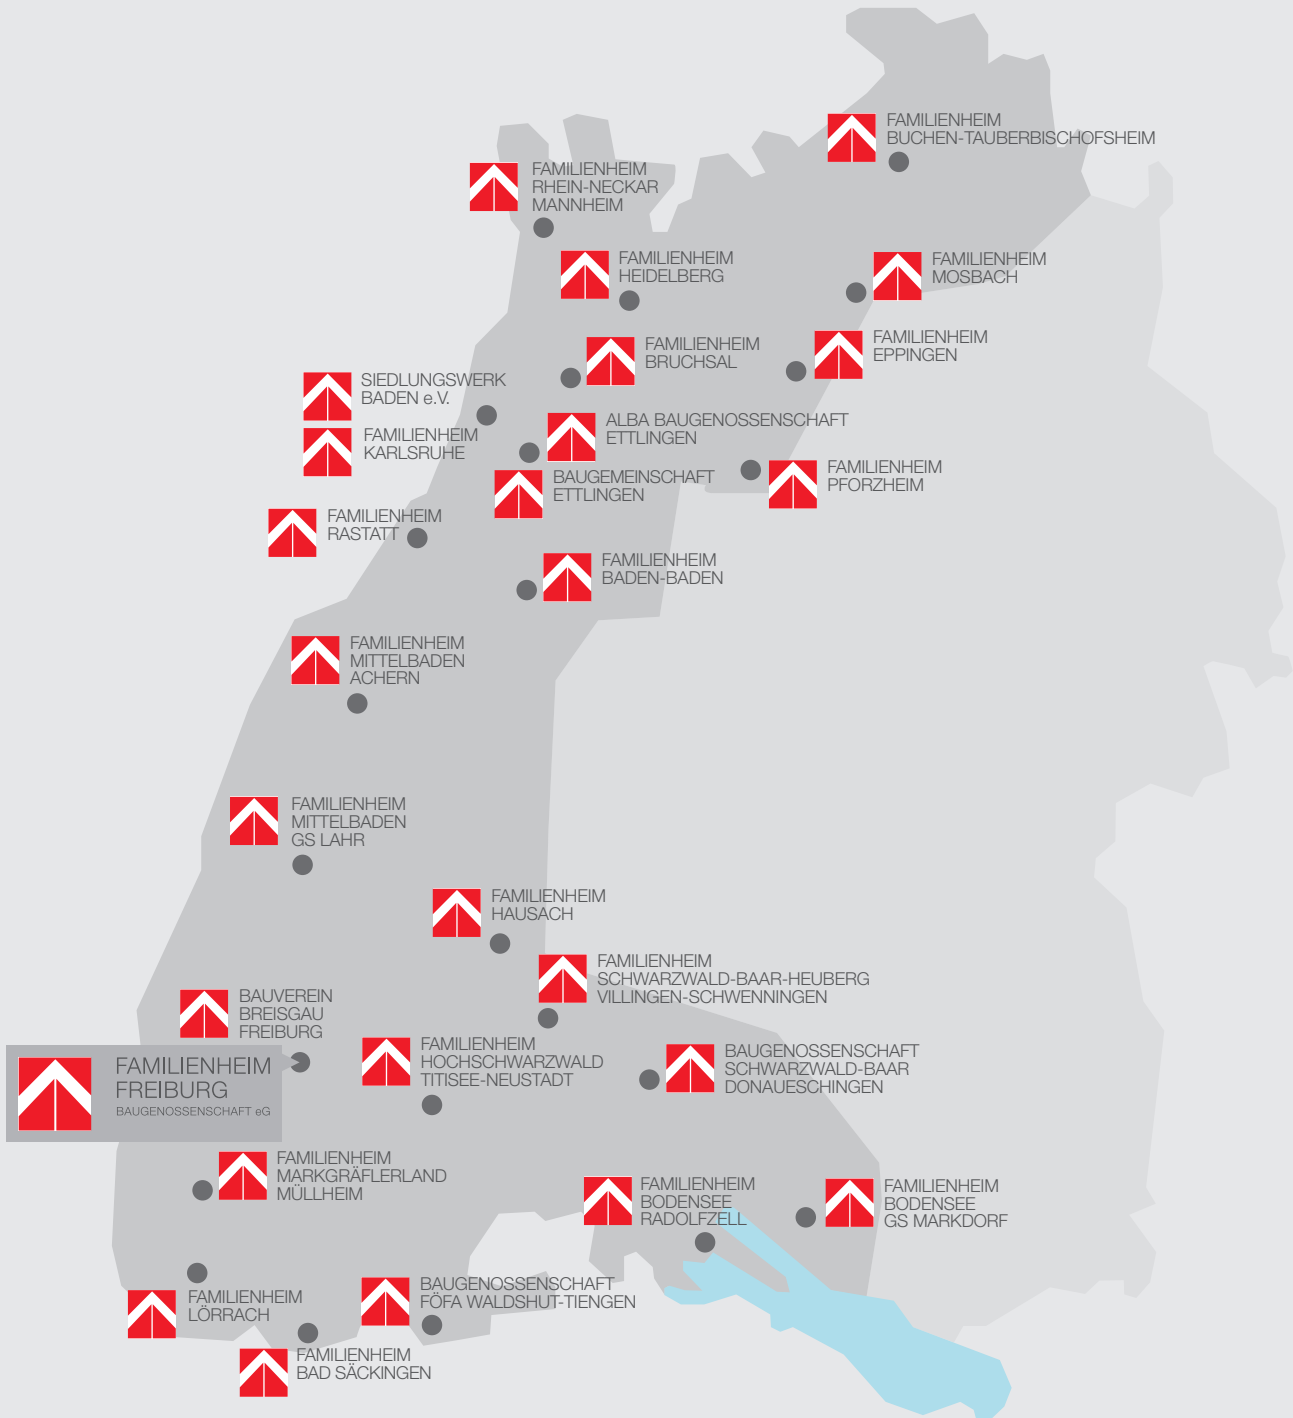 FAMILIENHEIM
BUCHEN-TAUBERBISCHOFSHEIM
FAMILIENHEIM
RHEIN-NECKAR
MANNHEIM
FAMILIENHEIM
HEIDELBERG
FAMILIENHEIM
MOSBACH
FAMILIENHEIM
BRUCHSAL
FAMILIENHEIM
EPPINGEN
SIEDLUNGSWERK
BADEN e.V.
FAMILIENHEIM
KARLSRUHE
ALBA BAUGENOSSENSCHAFT
ETTLINGEN
BAUGEMEINSCHAFT
ETTLINGEN
FAMILIENHEIM
PFORZHEIM
FAMILIENHEIM
RASTATT
FAMILIENHEIM
BADEN-BADEN
FAMILIENHEIM
MITTELBADEN
ACHERN
FAMILIENHEIM
MITTELBADEN
GS LAHR
FAMILIENHEIM
HAUSACH
FAMILIENHEIM
SCHWARZWALD-BAAR-HEUBERG
VILLINGEN-SCHWENNINGEN
BAUVEREIN
BREISGAU
FREIBURG
FAMILIENHEIM
HOCHSCHWARZWALD
TITISEE-NEUSTADT
BAUGENOSSENSCHAFT
SCHWARZWALD-BAAR
DONAUESCHINGEN
FAMILIENHEIM
FREIBURG
BAUGENOSSENSCHAFT eG
FAMILIENHEIM
MARKGRÄFLERLAND
MÜLLHEIM
FAMILIENHEIM
BODENSEE
RADOLFZELL
FAMILIENHEIM
BODENSEE
GS MARKDORF
FAMILIENHEIM
LÖRRACH
BAUGENOSSENSCHAFT
FÖFA WALDSHUT-TIENGEN
FAMILIENHEIM
BAD SÄCKINGEN